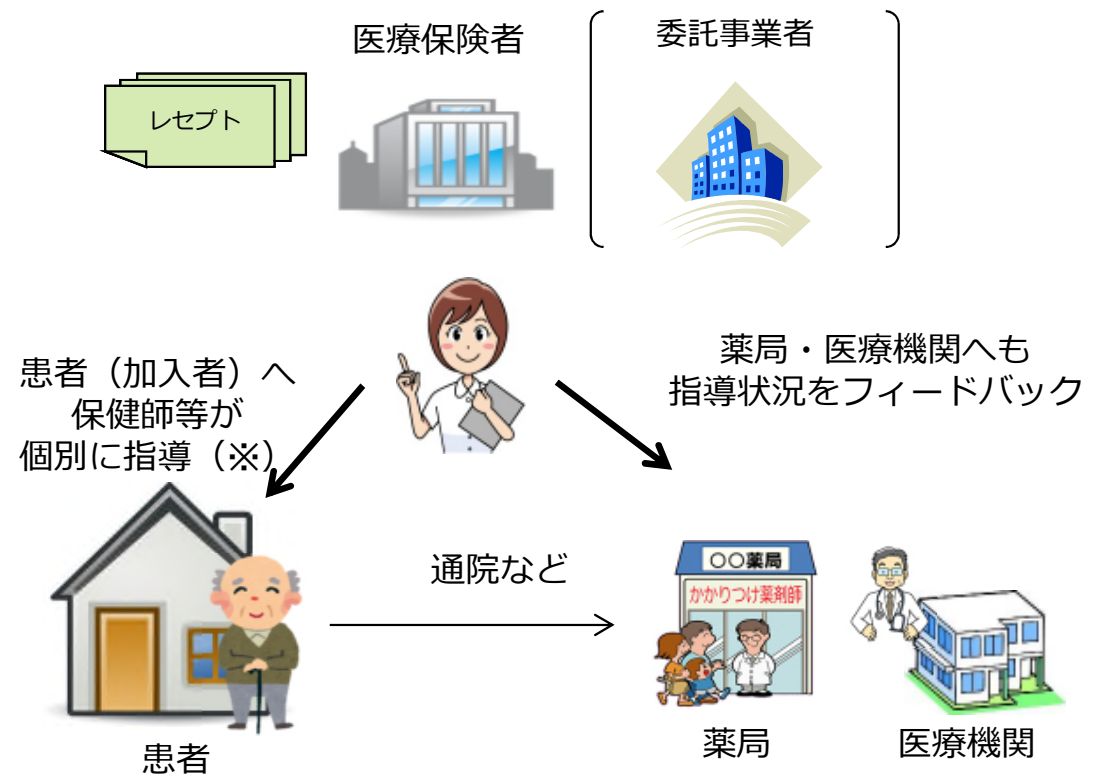 医療保険者
委託事業者
レセプト
患者（加入者）へ
保健師等が
個別に指導（※）
薬局・医療機関へも
指導状況をフィードバック
通院など
〇〇薬局
かかりつけ薬剤師
患者
薬局
医療機関